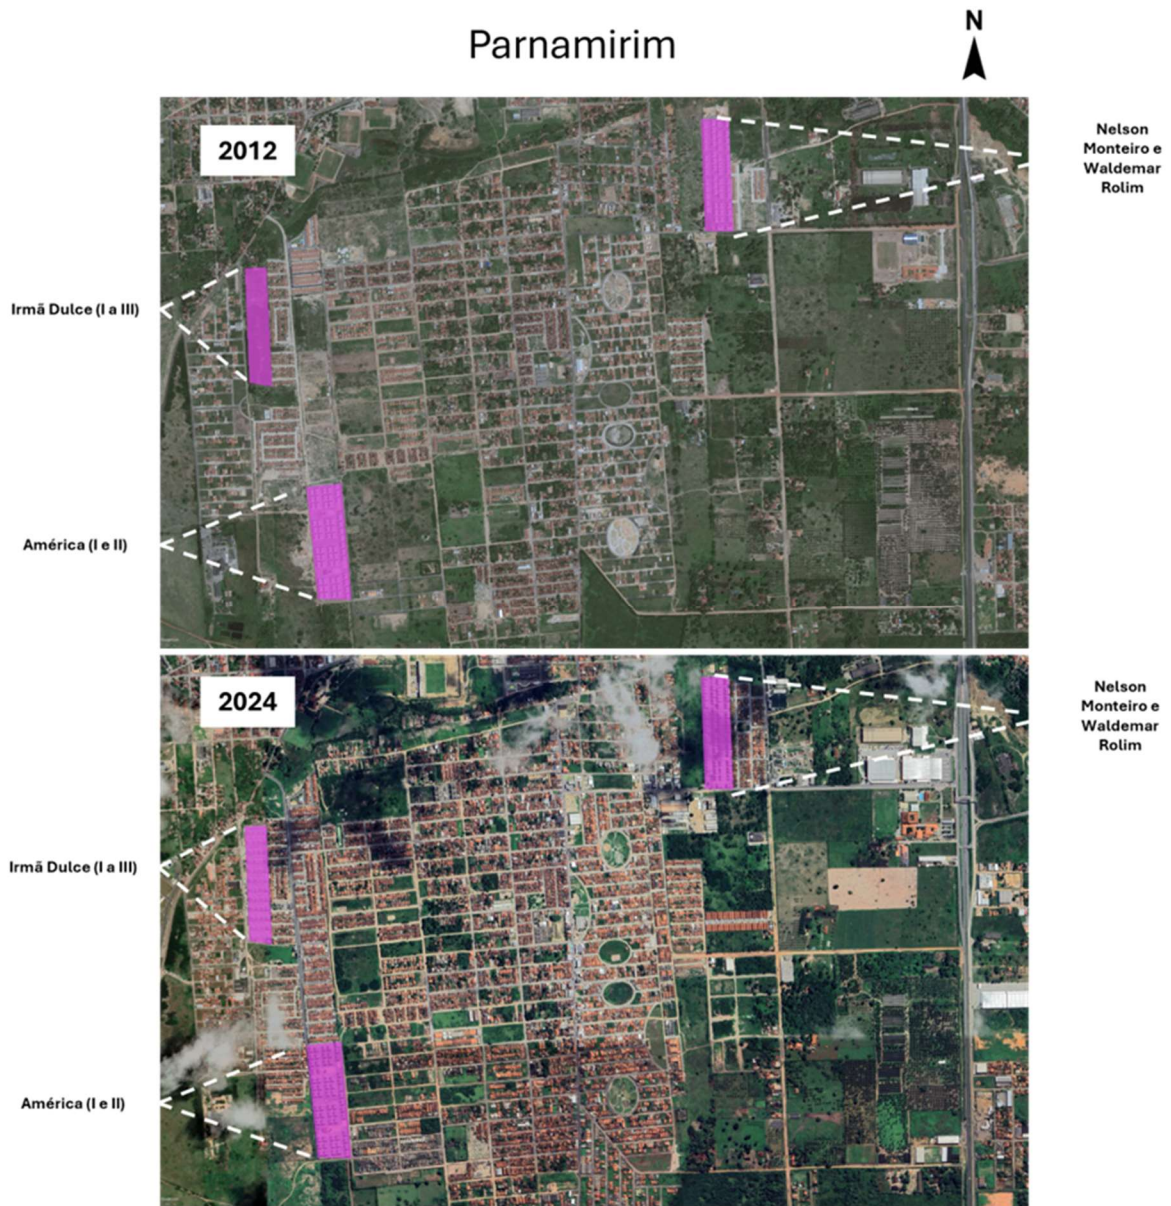 Parnamirim
N
2012
Nelson
Monteiro e
Waldemar
Rolim
Irmã Dulce (I a III)
América (I e II)
2024
Nelson
Monteiro e
Waldemar
Rolim
Irmã Dulce (I a III)
América (I e II)